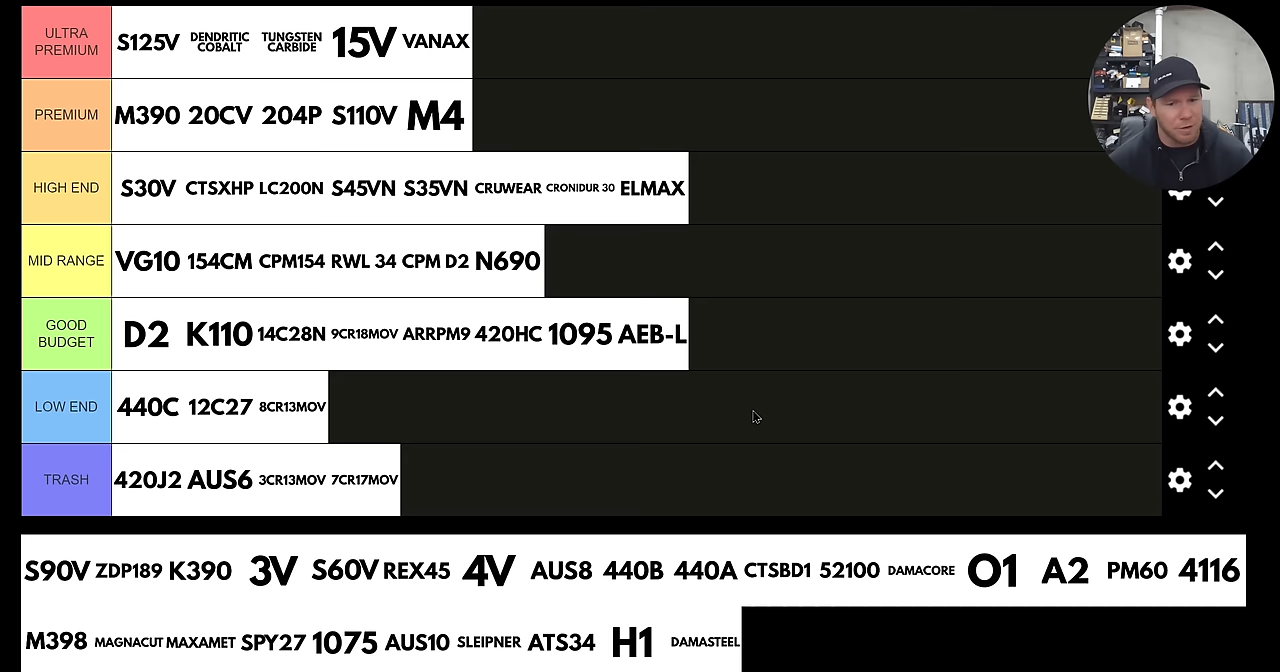 ULTRA
PREMIUM
S125V DENDRITIC COBALT TUNGSTEN CARBIDE 15V VANAX
PREMIUM
M390 20CV 204P S110V M4
HIGH END
S30V CTSXHP LC200N S45VN S35VN CRUWEAR CRONIDUR 30 ELMAX
MID RANGE
VG10 154CM CPM154 RWL 34 CPM D2 N690
GOOD
BUDGET
D2 K110 14C28N 9CR18MOV ARRPM9 420HC 1095 AEB-L
LOW END
440C 12C27 8CR13MOV
TRASH
420J2 AUS6 3CR13MOV 7CR17MOV
S90V ZDP189 K390 3V S60V REX45 4V AUS8 440B 440A CTSBD1 52100 DAMACORE O1 A2 PM60 4116
M398 MAGNACUT MAXAMET SPY27 1075 AUS10 SLEIPNER ATS34 H1 DAMASTEEL